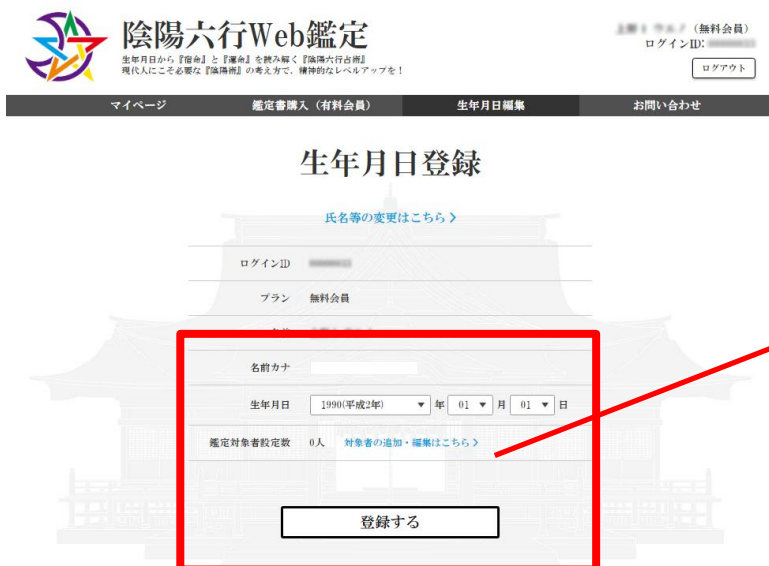 陰陽六行Web鑑定
生年月日から『宿命』と『運命』を読み解く『陰陽六行占術』
現代人にこそ必要な『陰陽術』の考え方で、精神的なレベルアップを！
（無料会員）
ログインID:
ログアウト
マイページ 鑑定書購入（有料会員） 生年月日編集 お問い合わせ
生年月日登録
氏名等の変更はこちら >
ログインID
プラン 無料会員
名前カナ
生年月日 1990(平成2年) ▼ 年 01 ▼ 月 01 ▼ 日
鑑定対象者設定数 0人 対象者の追加・編集はこちら >
登録する